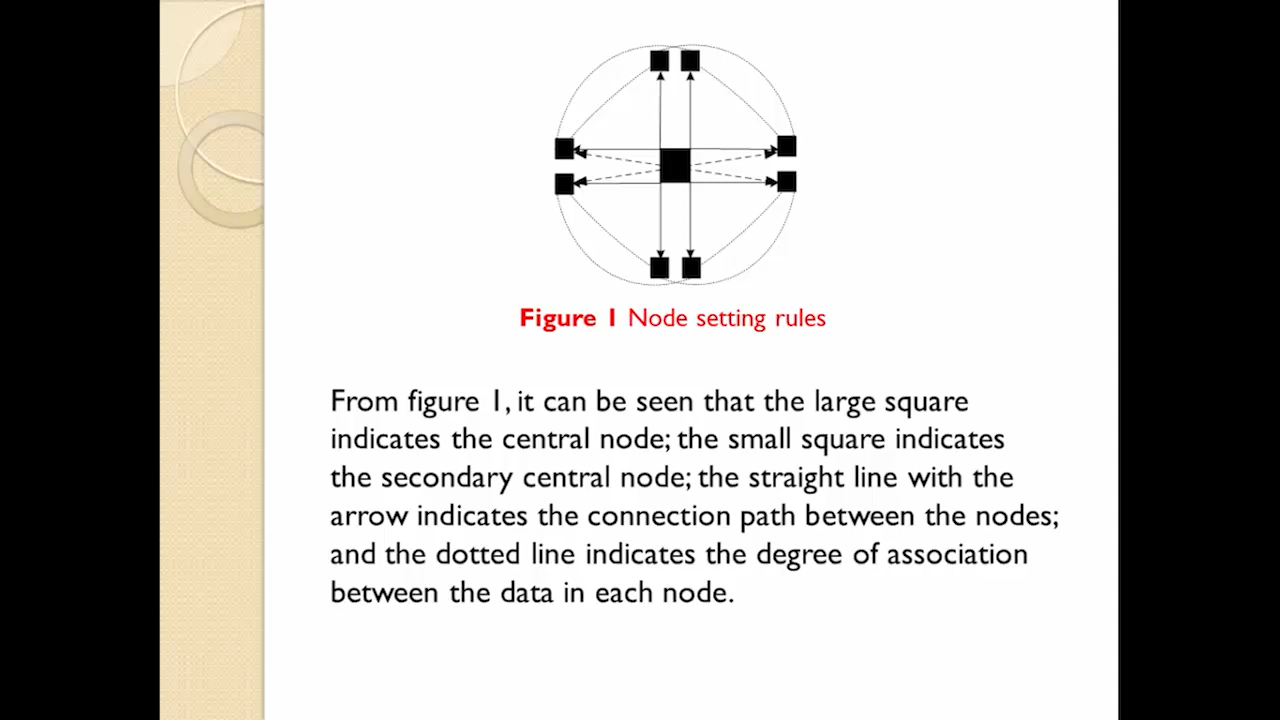 Figure 1 Node setting rules
From figure 1, it can be seen that the large square
indicates the central node; the small square indicates
the secondary central node; the straight line with the
arrow indicates the connection path between the nodes;
and the dotted line indicates the degree of association
between the data in each node.